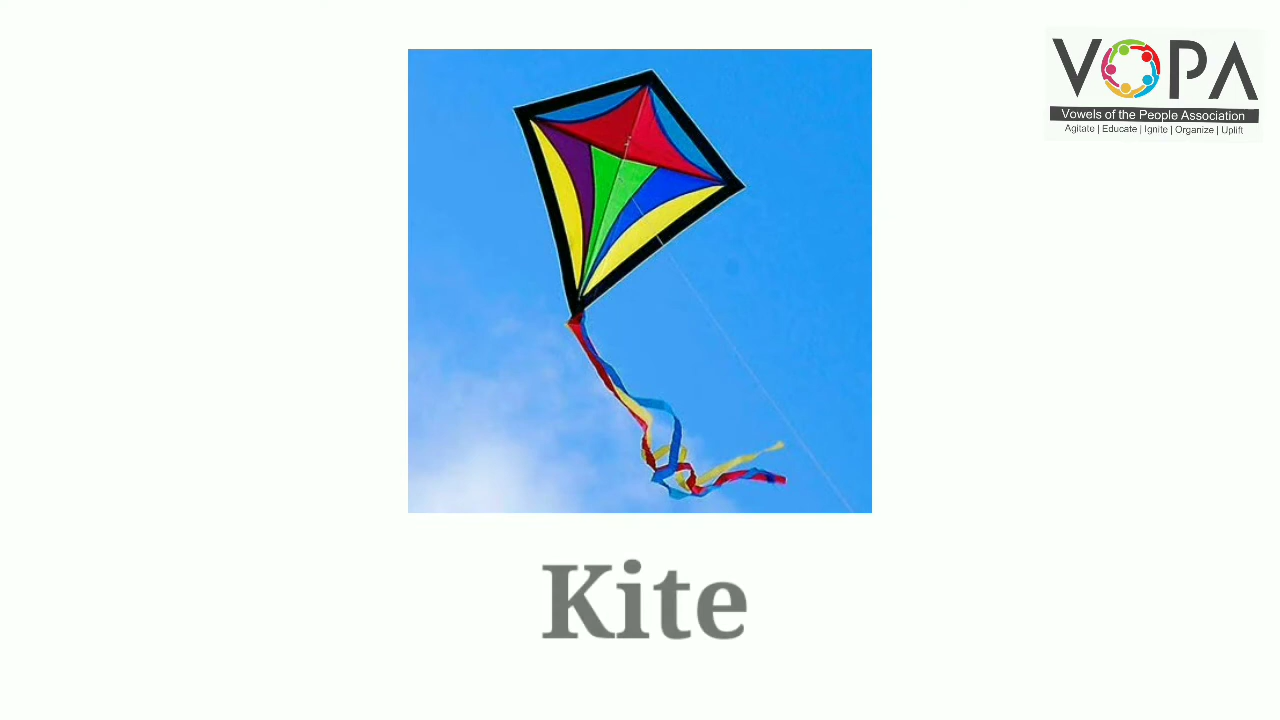 VOPA
Vowels of the People Association
Agitate | Educate | Ignite | Organize | Uplift
Kite